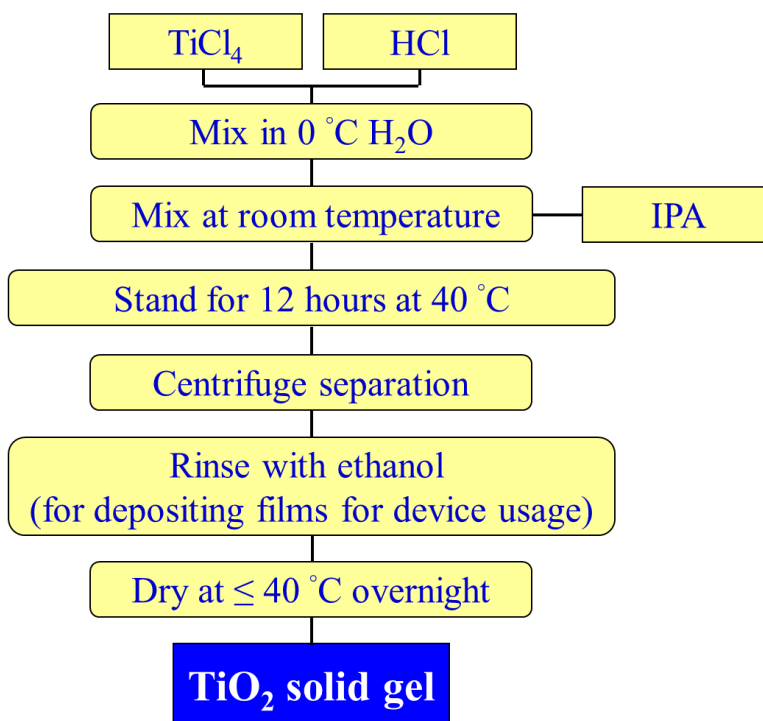 TiCl₄
HCl
Mix in 0 °C H₂O
Mix at room temperature
IPA
Stand for 12 hours at 40 °C
Centrifuge separation
Rinse with ethanol
(for depositing films for device usage)
Dry at ≤ 40 °C overnight
TiO₂ solid gel